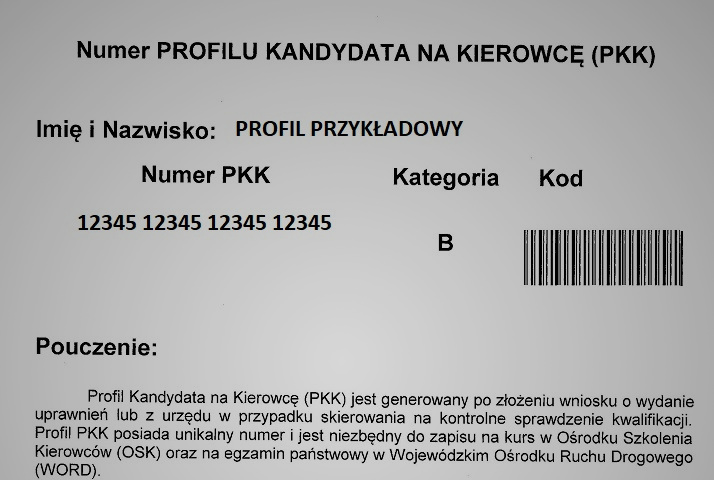 Numer PROFILU KANDYDATA NA KIEROWCĘ (PKK)
Imię i Nazwisko: PROFIL PRZYKŁADOWY
Numer PKK Kategoria Kod
12345 12345 12345 12345
B
Pouczenie:
Profil Kandydata na Kierowcę (PKK) jest generowany po złożeniu wniosku o wydanie
uprawnień lub z urzędu w przypadku skierowania na kontrolne sprawdzenie kwalifikacji.
Profil PKK posiada unikalny numer i jest niezbędny do zapisu na kurs w Ośrodku Szkolenia
Kierowców (OSK) oraz na egzamin państwowy w Wojewódzkim Ośrodku Ruchu Drogowego
(WORD).